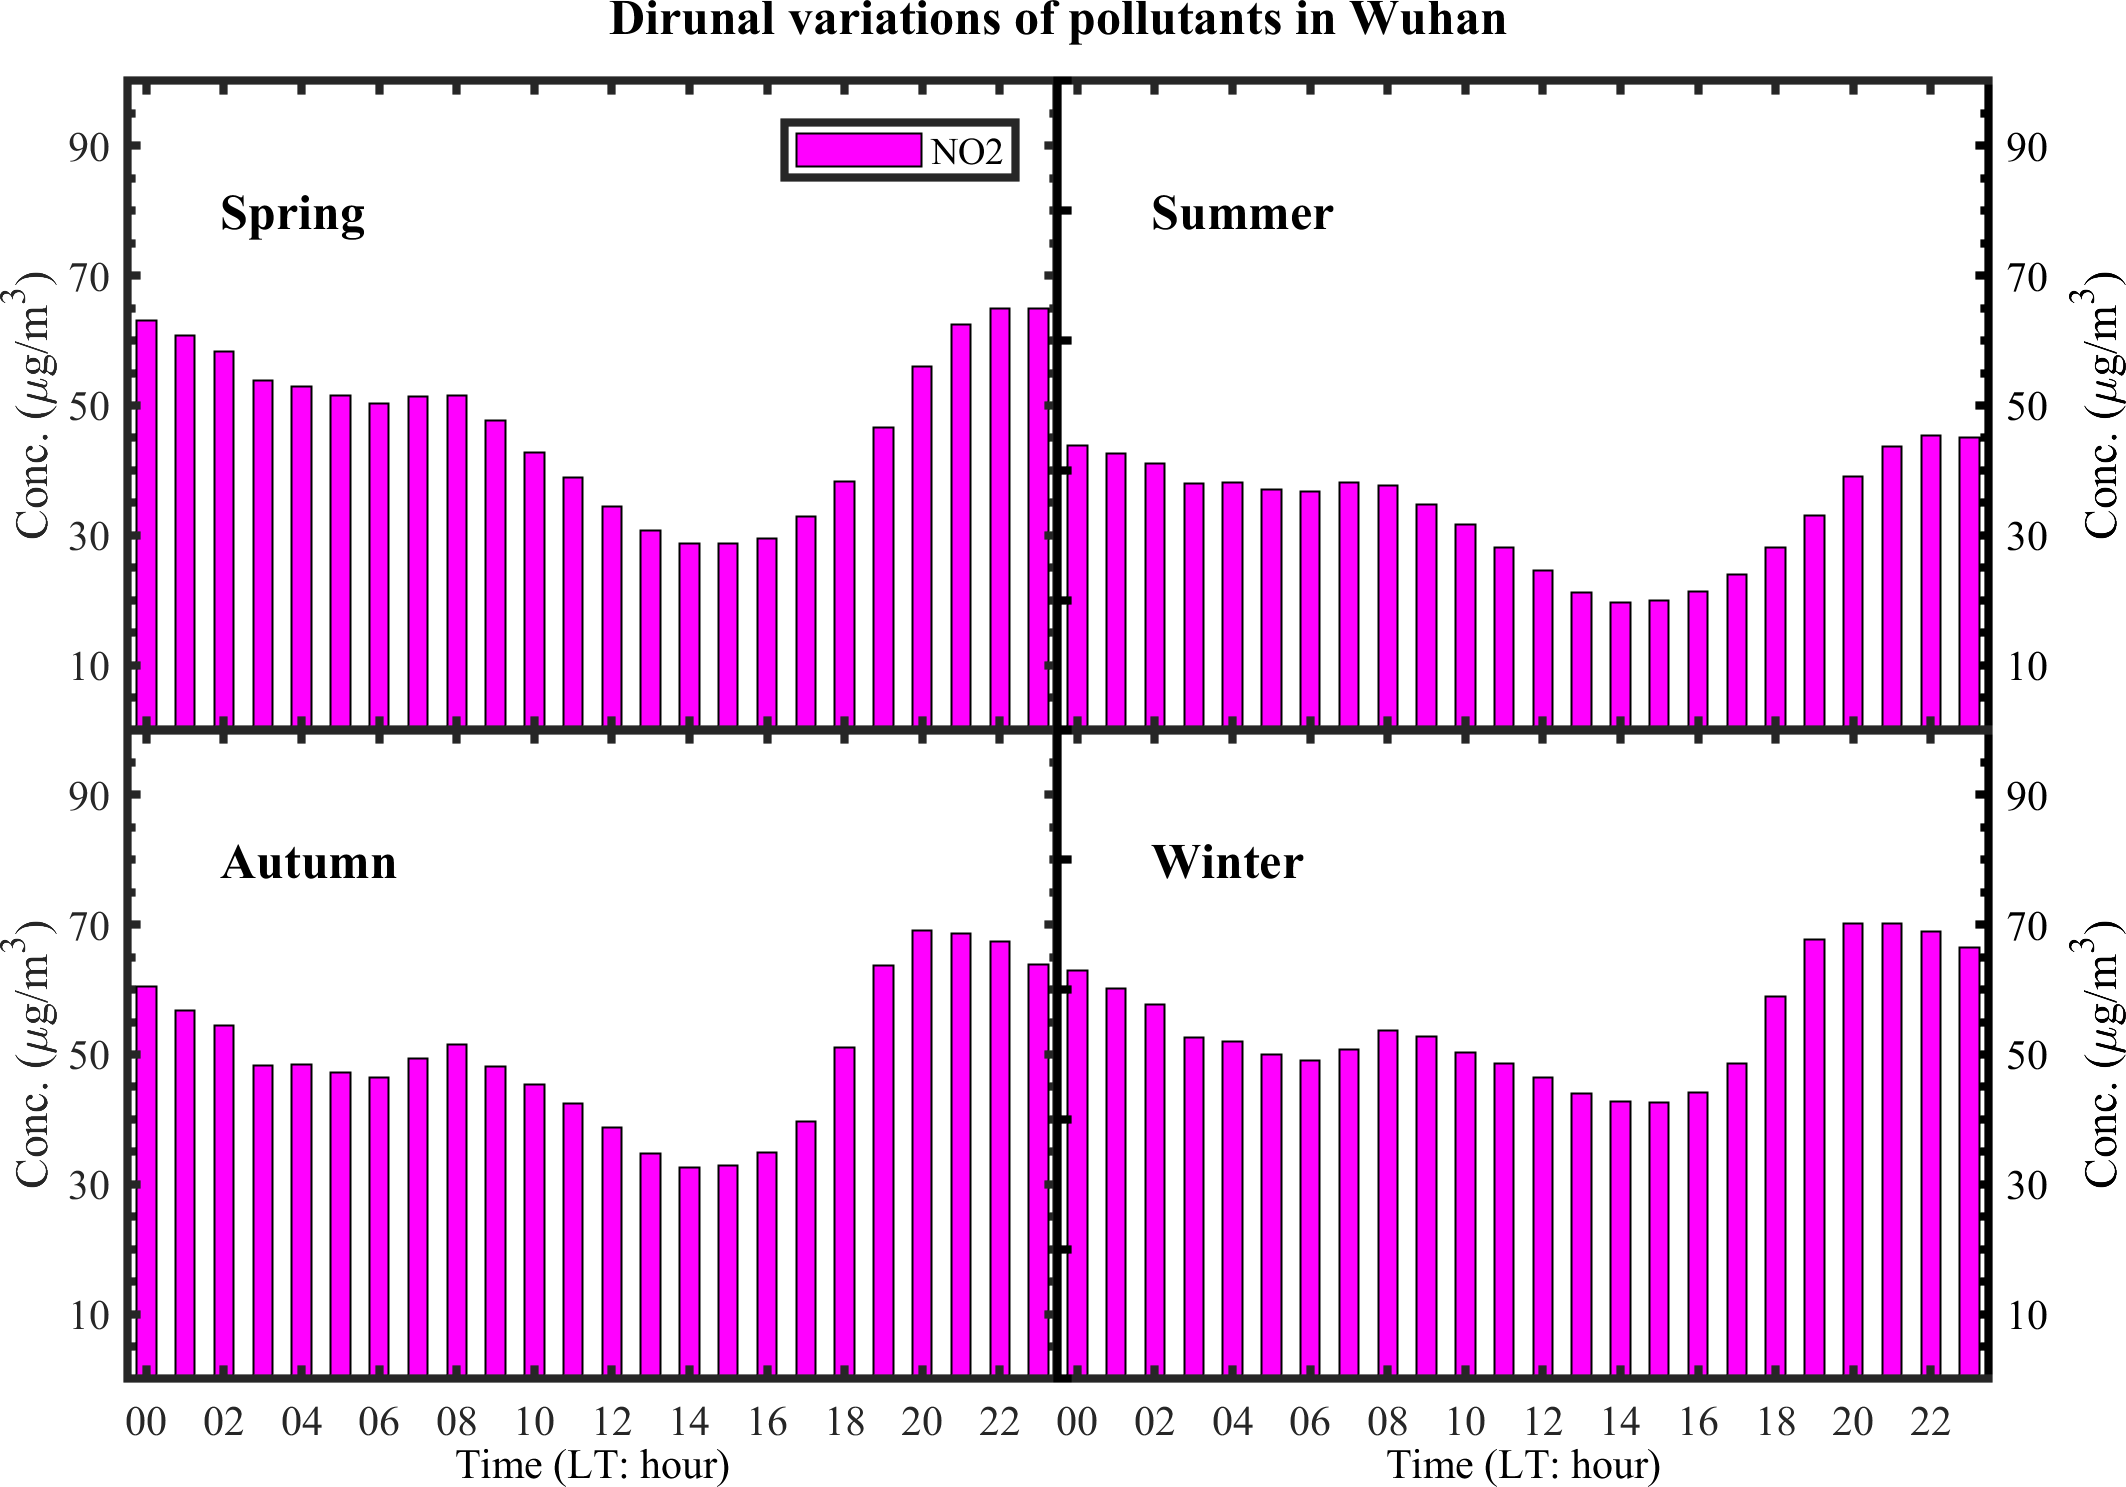 Dirunal variations of pollutants in Wuhan
NO2
Spring
Summer
90
70
50
30
10
Conc. (μg/m³)
90
70
50
30
10
Conc. (μg/m³)
Autumn
Winter
90
70
50
30
10
Conc. (μg/m³)
90
70
50
30
10
Conc. (μg/m³)
00 02 04 06 08 10 12 14 16 18 20 22
00 02 04 06 08 10 12 14 16 18 20 22
Time (LT: hour)
Time (LT: hour)